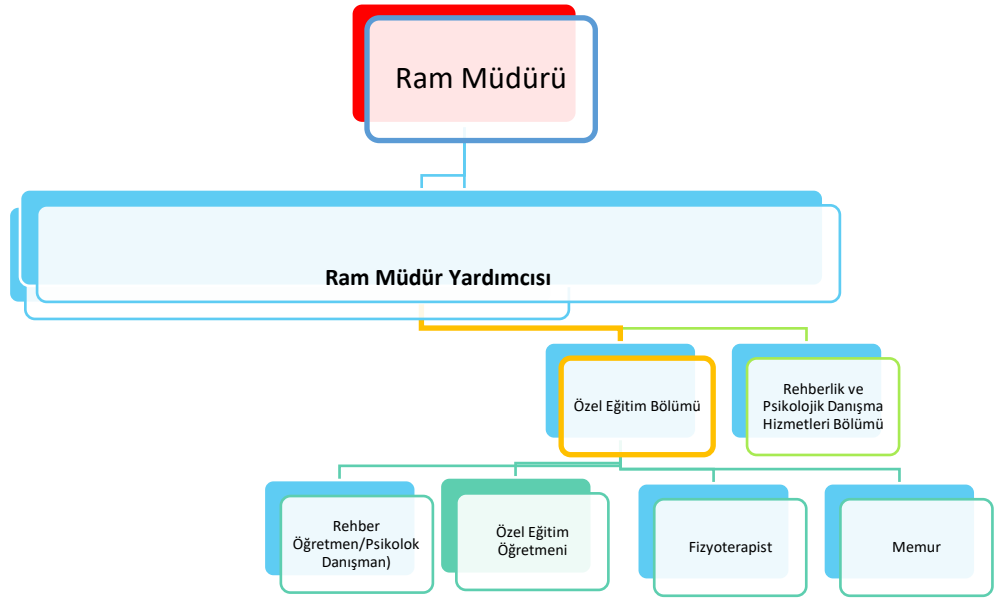 Ram Müdürü
Ram Müdür Yardımcısı
Özel Eğitim Bölümü
Rehberlik ve
Psikolojik Danışma
Hizmetleri Bölümü
Rehber
Öğretmen/Psikolok
Danışman)
Özel Eğitim
Öğretmeni
Fizyoterapist
Memur